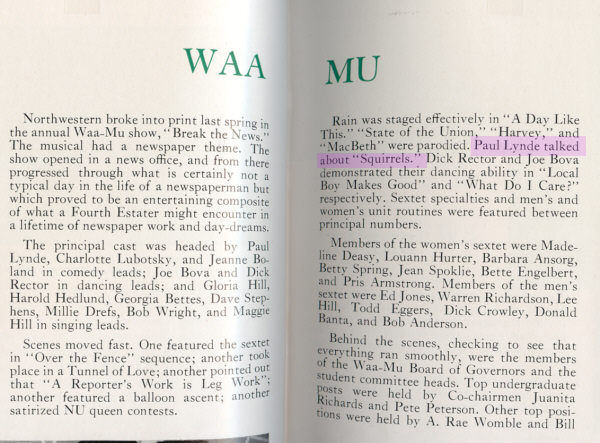 WAA
Northwestern broke into print last spring in
the annual Waa-Mu show, "Break the News."
The musical had a newspaper theme. The
show opened in a news office, and from there
progressed through what is certainly not a
typical day in the life of a newspaperman but
which proved to be an entertaining composite
of what a Fourth Estater might encounter in
a lifetime of newspaper work and day-dreams.
The principal cast was headed by Paul
Lynde, Charlotte Lubotsky, and Jeanne Bo-
land in comedy leads; Joe Bova and Dick
Rector in dancing leads; and Gloria Hill,
Harold Hedlund, Georgia Bettes, Dave Step-
hens, Millie Drefs, Bob Wright, and Maggie
Hill in singing leads.
Scenes moved fast. One featured the sextet
in "Over the Fence" sequence; another took
place in a Tunnel of Love; another pointed out
that "A Reporter's Work is Leg Work";
another featured a balloon ascent; another
satirized NU queen contests.
MU
Rain was staged effectively in "A Day Like
This." "State of the Union," "Harvey," and
"MacBeth" were parodied. Paul Lynde talked
about "Squirrels." Dick Rector and Joe Bova
demonstrated their dancing ability in "Local
Boy Makes Good" and "What Do I Care?"
respectively. Sextet specialties and men's and
women's unit routines were featured between
principal numbers.
Members of the women's sextet were Made-
line Deasy, Louann Hurter, Barbara Ansorg,
Betty Spring, Jean Spoklie, Bette Engelbert,
and Pris Armstrong. Members of the men's
sextet were Ed Jones, Warren Richardson, Lee
Hill, Todd Eggers, Dick Crowley, Donald
Banta, and Bob Anderson.
Behind the scenes, checking to see that
everything ran smoothly, were the members
of the Waa-Mu Board of Governors and the
student committee heads. Top undergraduate
posts were held by Co-chairmen Juanita
Richards and Pete Peterson. Other top posi-
tions were held by A. Rae Womble and Bill